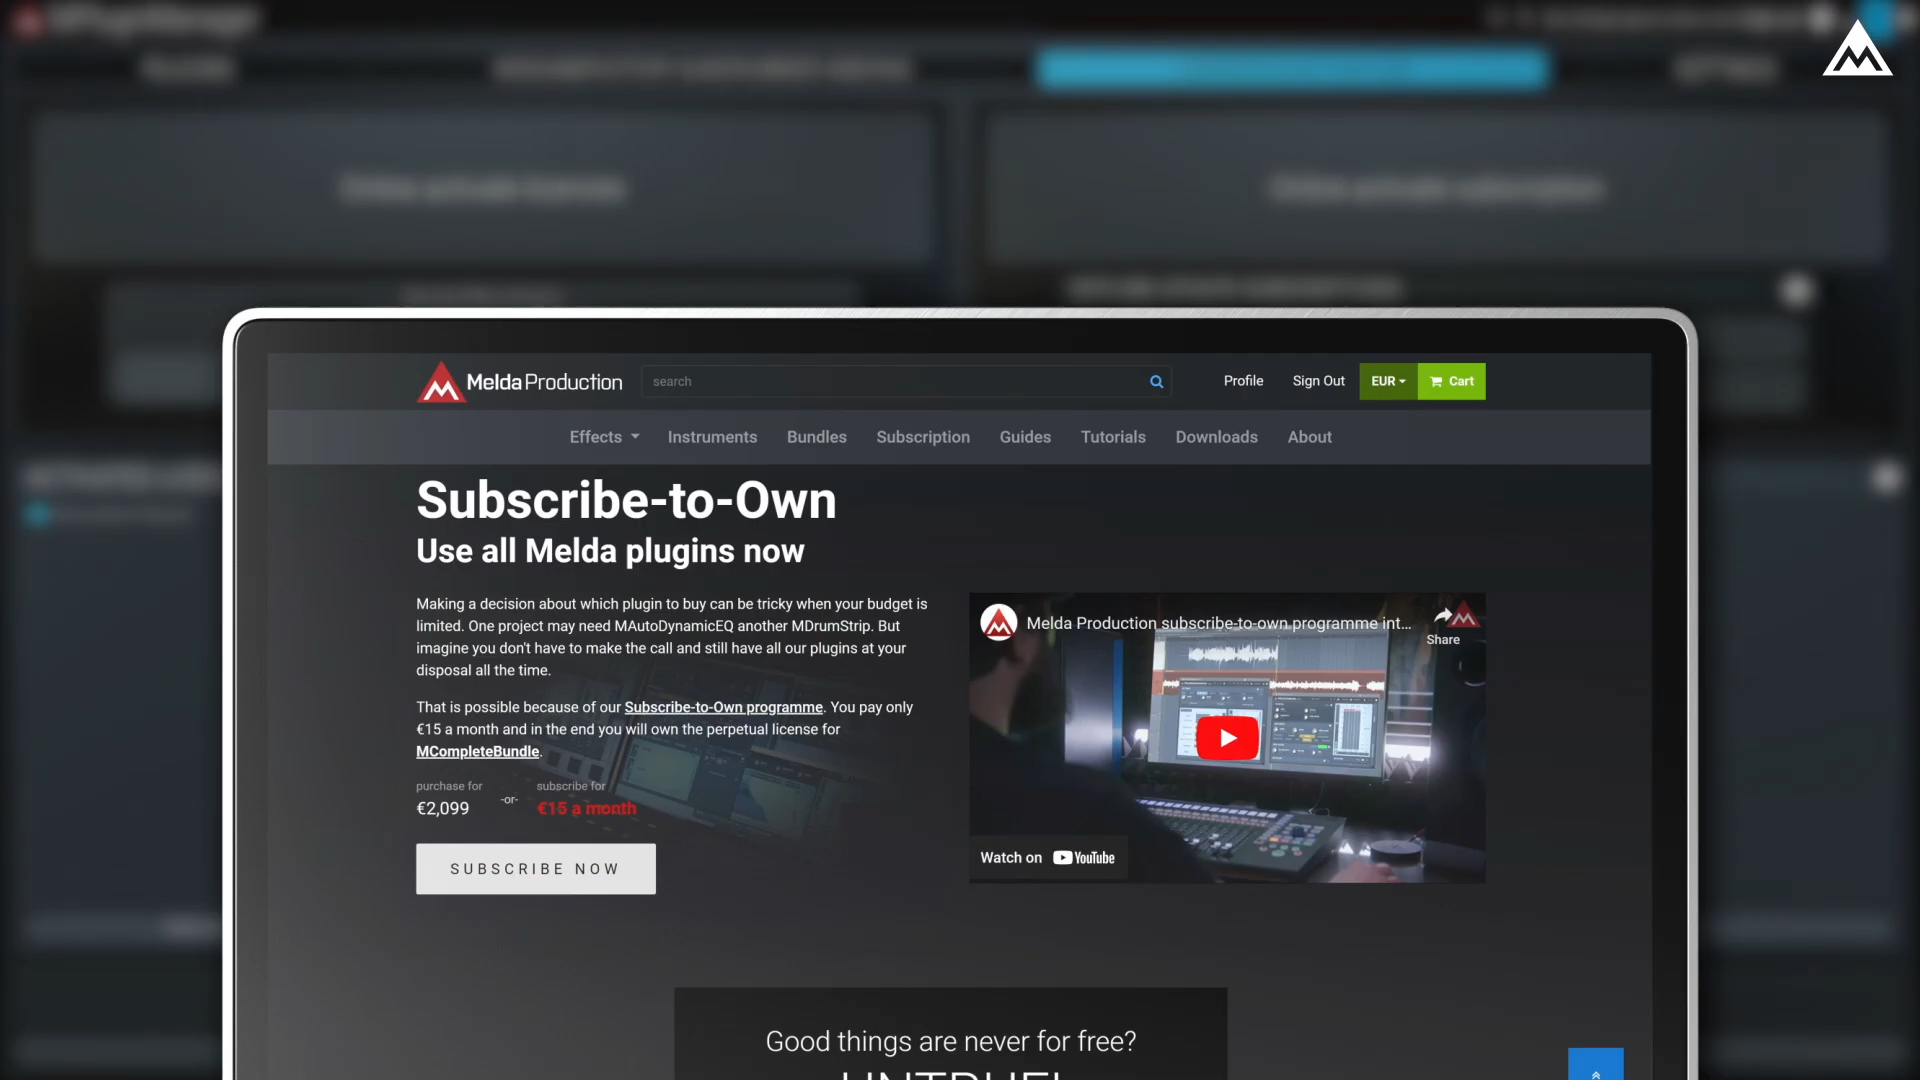 MeldaProduction
search
Profile
Sign Out
EUR
Cart
Effects
Instruments
Bundles
Subscription
Guides
Tutorials
Downloads
About
Subscribe-to-Own
Use all Melda plugins now
Making a decision about which plugin to buy can be tricky when your budget is
limited. One project may need MAutoDynamicEQ another MDrumStrip. But
imagine you don't have to make the call and still have all our plugins at your
disposal all the time.
That is possible because of our Subscribe-to-Own programme. You pay only
€15 a month and in the end you will own the perpetual license for
MCompleteBundle.
purchase for
€2,099
-or-
subscribe for
€15 a month
SUBSCRIBE NOW
Melda Production subscribe-to-own programme int...
Share
Watch on YouTube
Good things are never for free?
Online activate licences
Online activate subscription